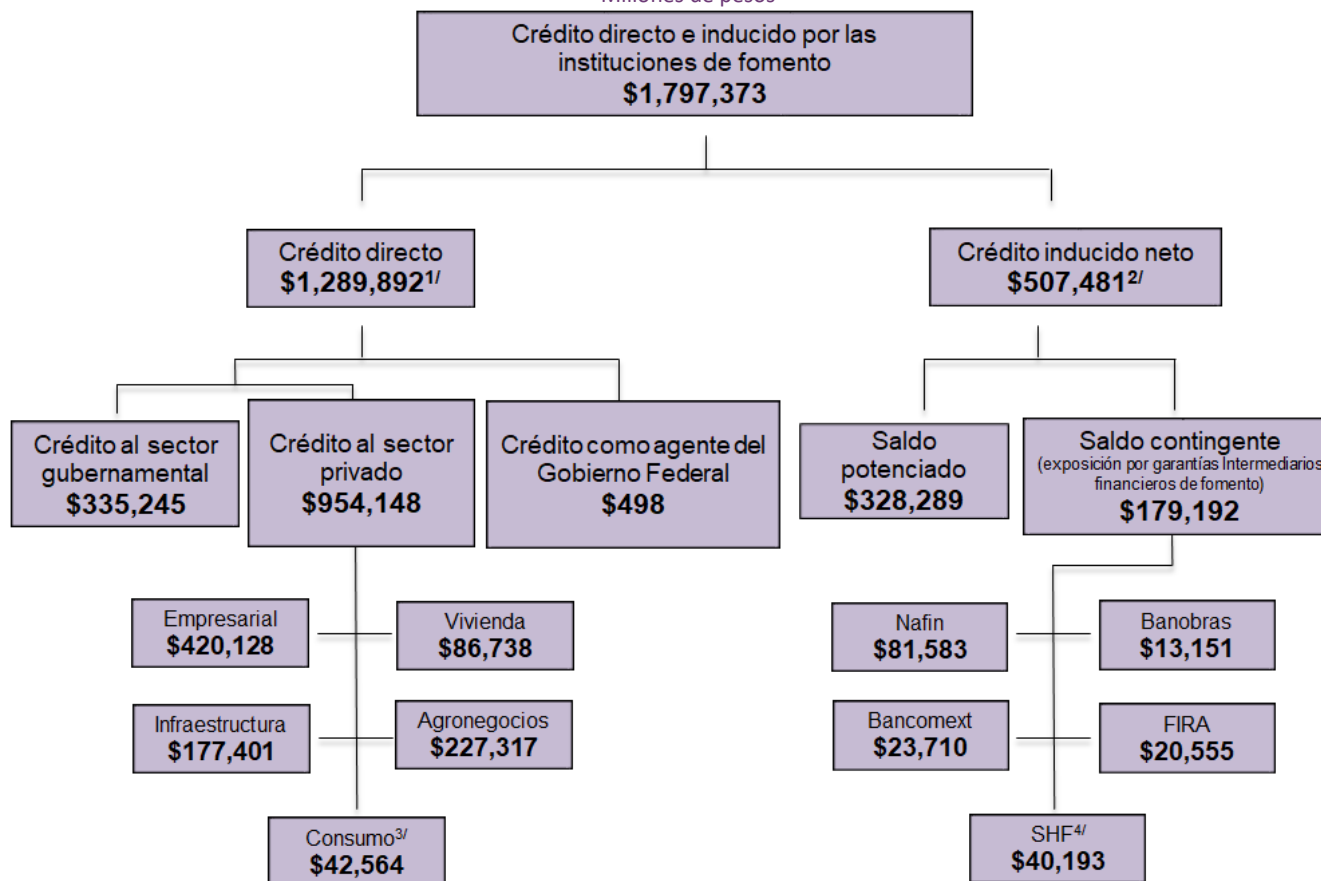 Millones de pesos
Crédito directo e inducido por las
instituciones de fomento
$1,797,373
Crédito directo
$1,289,892¹/
Crédito inducido neto
$507,481²/
Crédito al sector
gubernamental
$335,245
Crédito al sector
privado
$954,148
Crédito como agente del
Gobierno Federal
$498
Saldo
potenciado
$328,289
Saldo contingente
(exposición por garantías Intermediarios
financieros de fomento)
$179,192
Empresarial
$420,128
Vivienda
$86,738
Nafin
$81,583
Banobras
$13,151
Infraestructura
$177,401
Agronegocios
$227,317
Bancomext
$23,710
FIRA
$20,555
Consumo³/
$42,564
SHF⁴/
$40,193